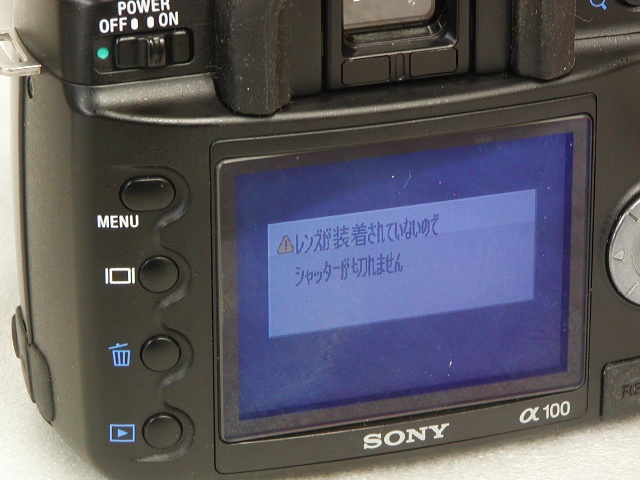 POWER
OFF ON
MENU
レンズが装着されていないので
シャッターが切れません
SONY
α100